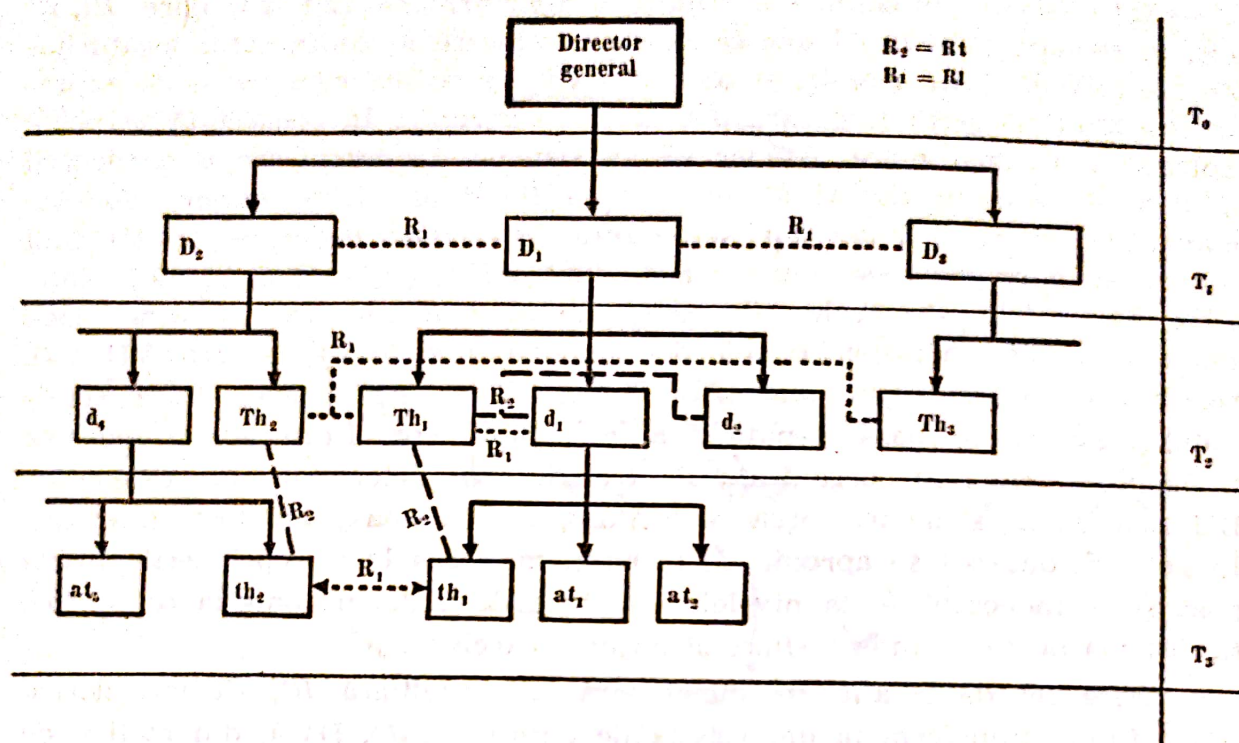 Director
general
R₂ = Rt
R₁ = Rl
T₀
D₂
R₁
D₁
R₁
D₃
T₁
R₁
d₄
Th₂
Th₁
R₂
R₁
d₁
d₂
Th₃
T₂
R₂
R₂
at₃
th₂
R₁
th₁
at₁
at₂
T₃